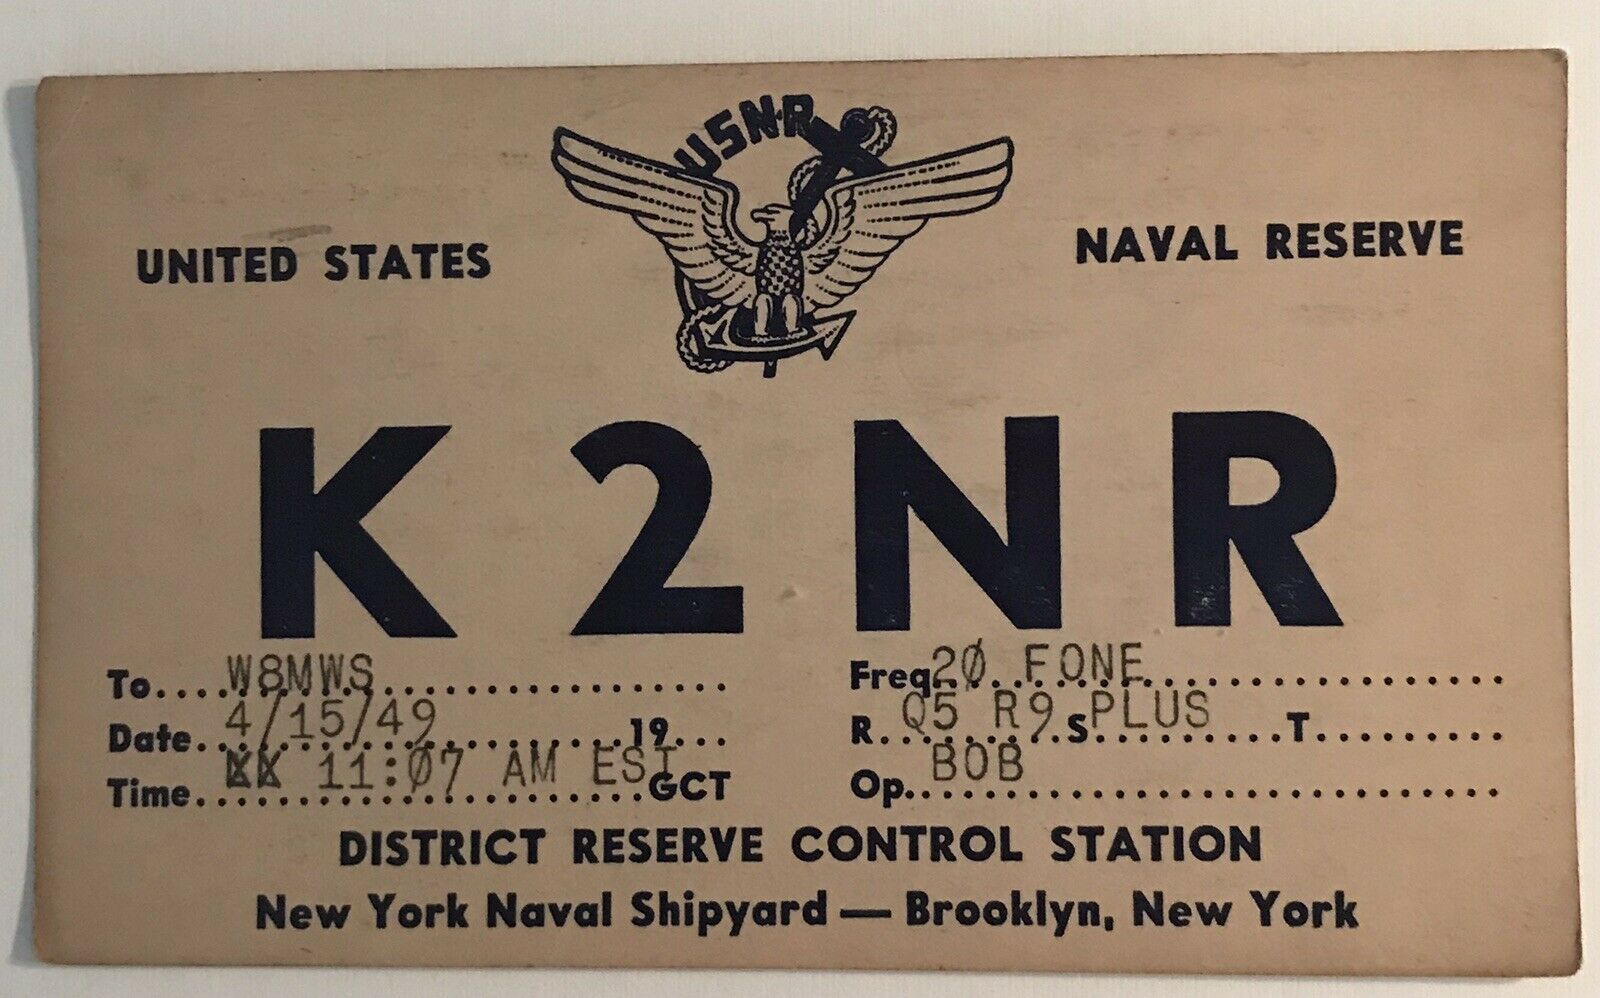 USN-R
UNITED STATES NAVAL RESERVE
K2NR
To.... W8MWS Freq. 20 FONE
Date. 4/15/49 19... R. Q5 R9 S PLUS T
Time. XX 11:07 AM EST GCT Op. BOB
DISTRICT RESERVE CONTROL STATION
New York Naval Shipyard — Brooklyn, New York